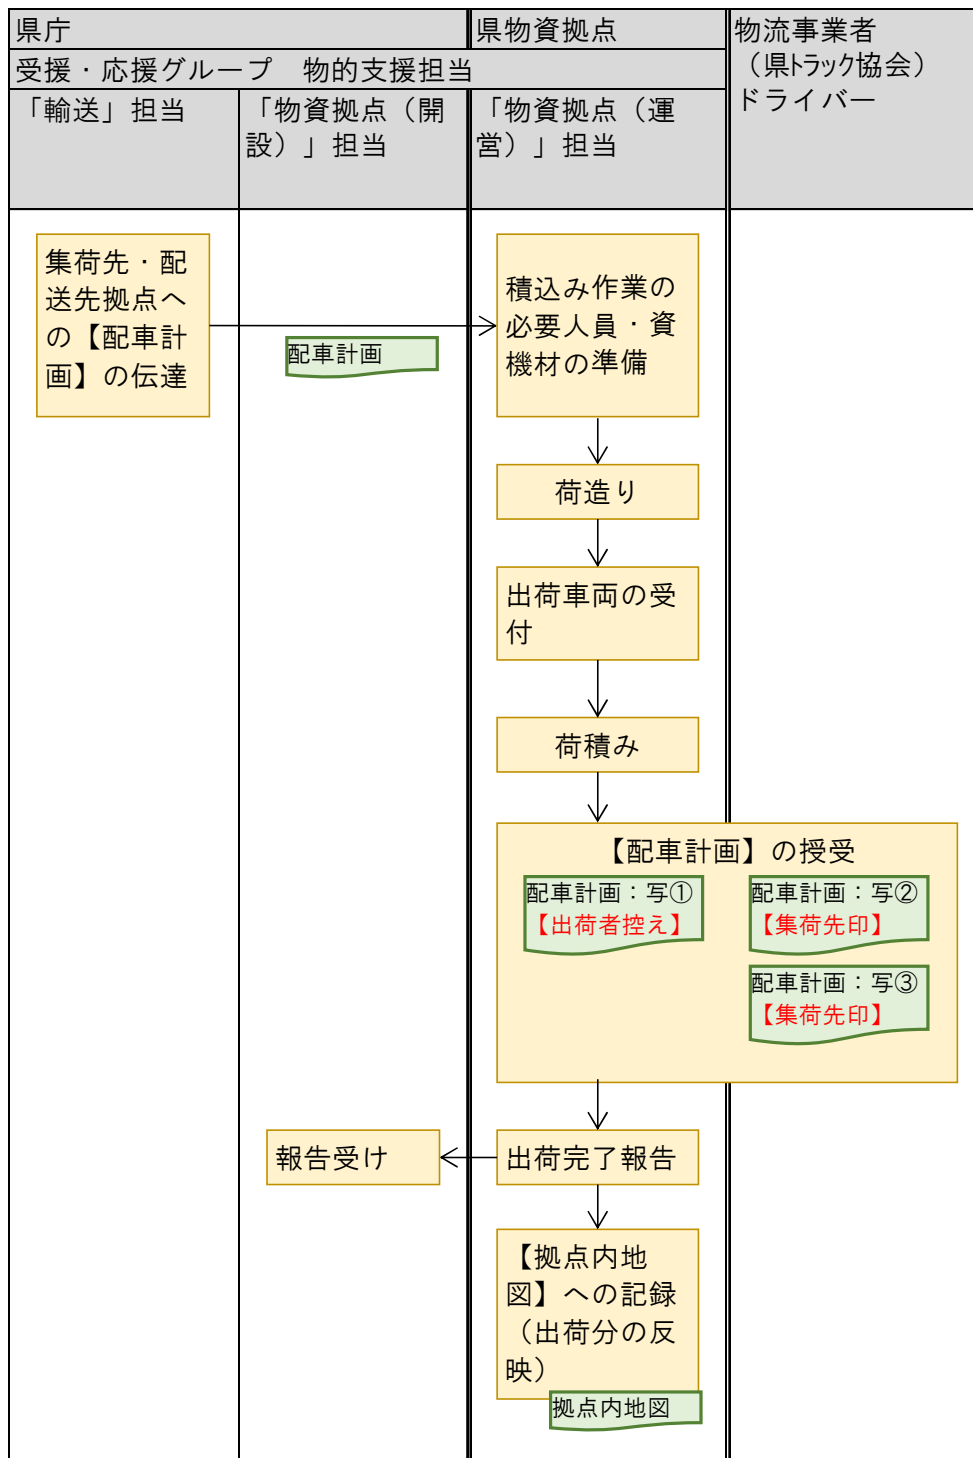 県庁
県物資拠点
物流事業者
（県トラック協会）
ドライバー
受援・応援グループ　物的支援担当
「輸送」担当
「物資拠点（開
設）」担当
「物資拠点（運
営）」担当
集荷先・配
送先拠点へ
の【配車計
画】の伝達
配車計画
積込み作業の
必要人員・資
機材の準備
荷造り
出荷車両の受
付
荷積み
【配車計画】の授受
配車計画：写①
【出荷者控え】
配車計画：写②
【集荷先印】
配車計画：写③
【集荷先印】
報告受け
出荷完了報告
【拠点内地
図】への記録
（出荷分の反
映）
拠点内地図